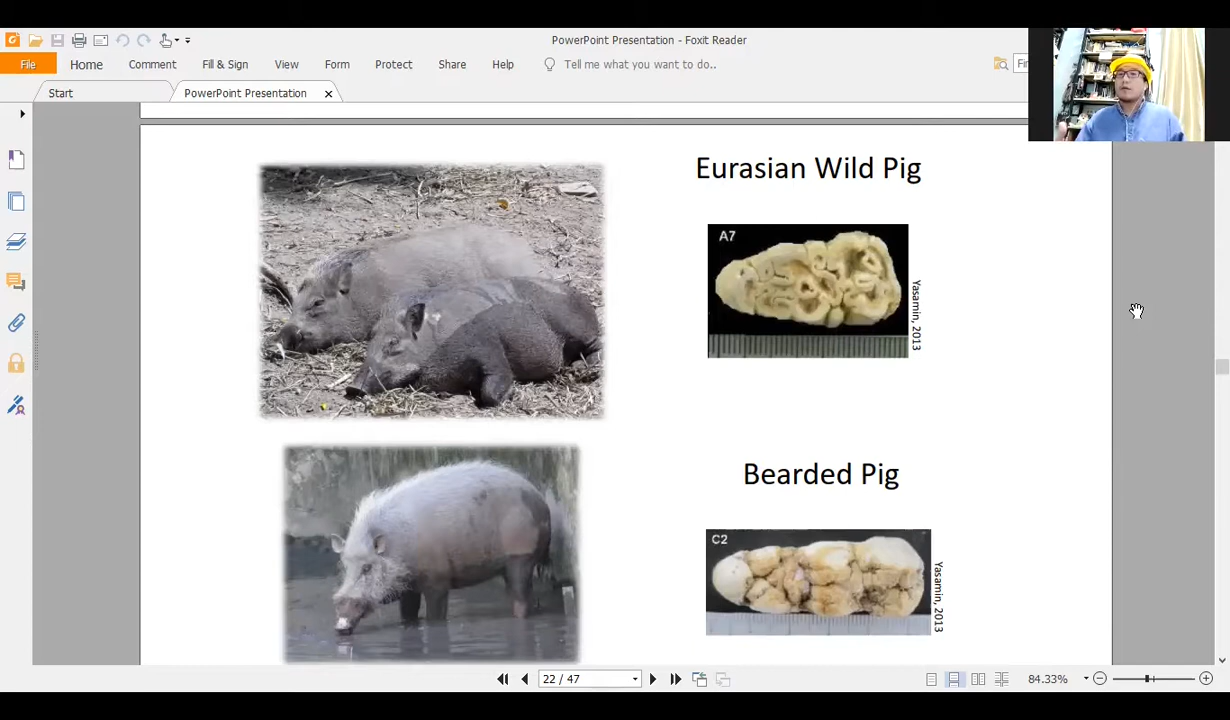 PowerPoint Presentation - Foxit Reader
File Home Comment Fill & Sign View Form Protect Share Help Tell me what you want to do.. Fin
Start PowerPoint Presentation
Eurasian Wild Pig
A7
Yasamin, 2013
Bearded Pig
C2
Yasamin, 2013
22 / 47 84.33%